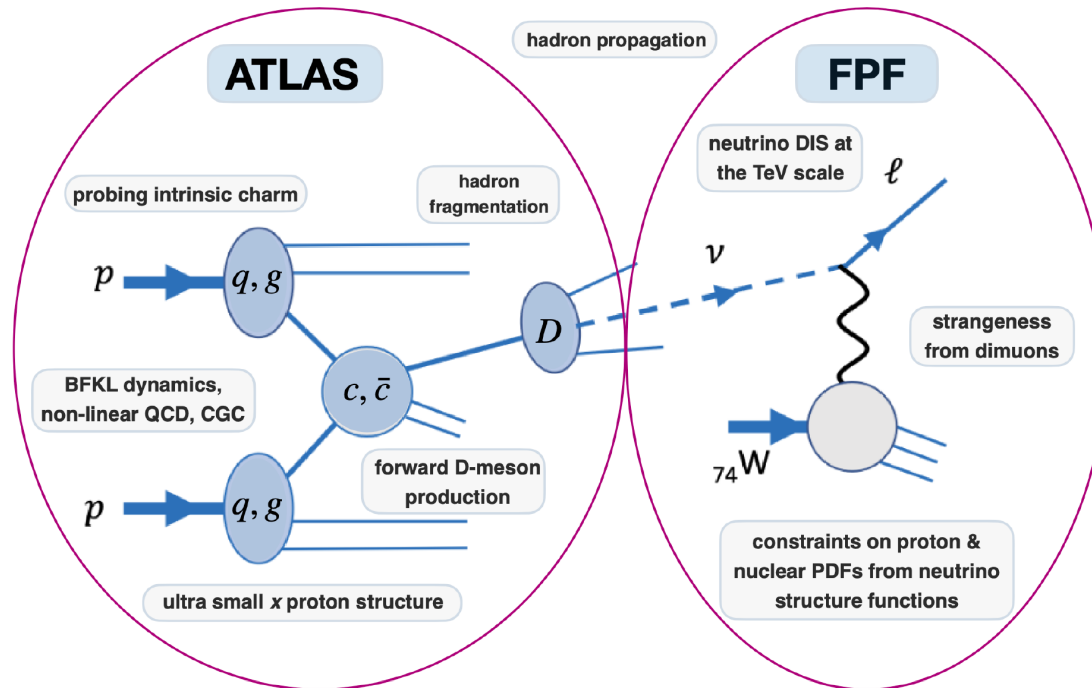 hadron propagation
ATLAS
FPF
neutrino DIS at
the TeV scale
ℓ
probing intrinsic charm
hadron
fragmentation
p
q, g
ν
D
strangeness
from dimuons
BFKL dynamics,
non-linear QCD, CGC
c, c̄
₇₄W
forward D-meson
production
p
q, g
constraints on proton &
nuclear PDFs from neutrino
structure functions
ultra small x proton structure